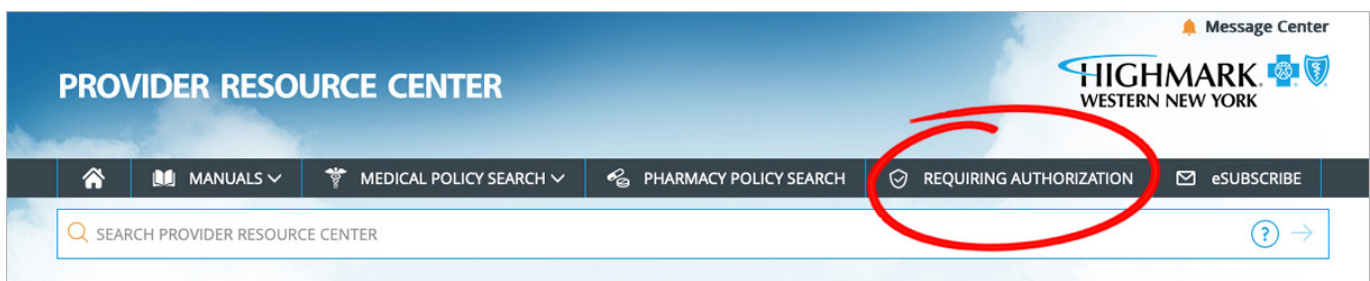 Message Center
PROVIDER RESOURCE CENTER
HIGHMARK.
WESTERN NEW YORK
MANUALS
MEDICAL POLICY SEARCH
PHARMACY POLICY SEARCH
REQUIRING AUTHORIZATION
eSUBSCRIBE
SEARCH PROVIDER RESOURCE CENTER
?